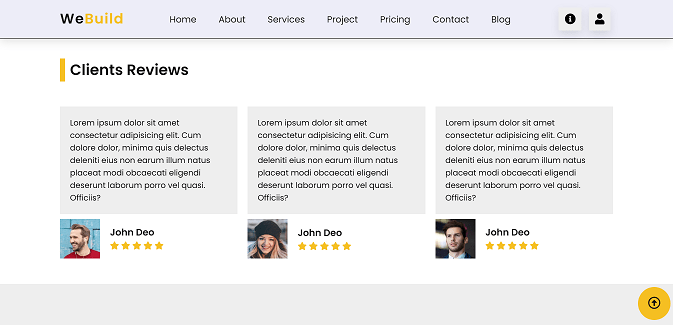 WeBuild
Home About Services Project Pricing Contact Blog
Clients Reviews
Lorem ipsum dolor sit amet
consectetur adipisicing elit. Cum
dolore dolor, minima quis delectus
deleniti eius non earum illum natus
placeat modi obcaecati eligendi
deserunt laborum porro vel quasi.
Officiis?
John Deo
Lorem ipsum dolor sit amet
consectetur adipisicing elit. Cum
dolore dolor, minima quis delectus
deleniti eius non earum illum natus
placeat modi obcaecati eligendi
deserunt laborum porro vel quasi.
Officiis?
John Deo
Lorem ipsum dolor sit amet
consectetur adipisicing elit. Cum
dolore dolor, minima quis delectus
deleniti eius non earum illum natus
placeat modi obcaecati eligendi
deserunt laborum porro vel quasi.
Officiis?
John Deo